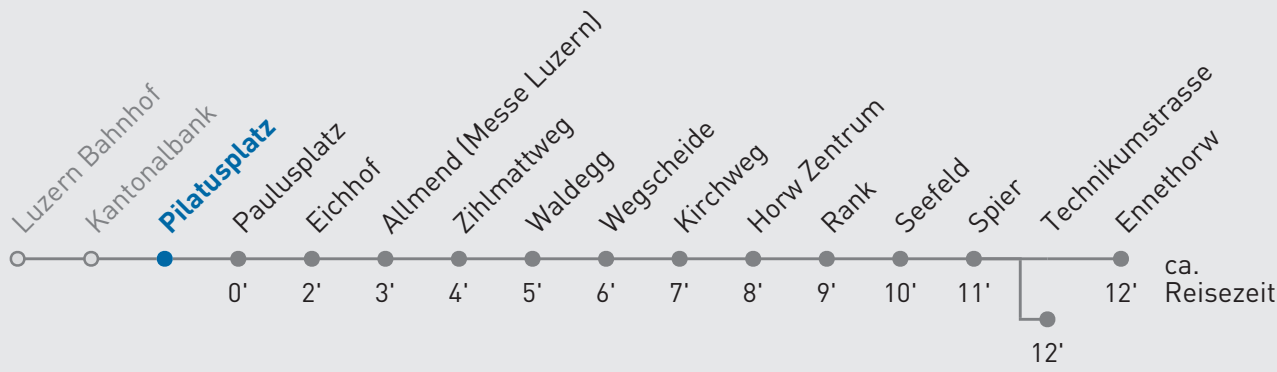 Luzern Bahnhof
Kantonalbank
Pilatusplatz
Paulusplatz
Eichhof
Allmend (Messe Luzern)
Zihlmattweg
Waldegg
Wegscheide
Kirchweg
Horw Zentrum
Rank
Seefeld
Spier
Technikumstrasse
Ennethorw
0' 2' 3' 4' 5' 6' 7' 8' 9' 10' 11' 12'
ca.
Reisezeit
12'